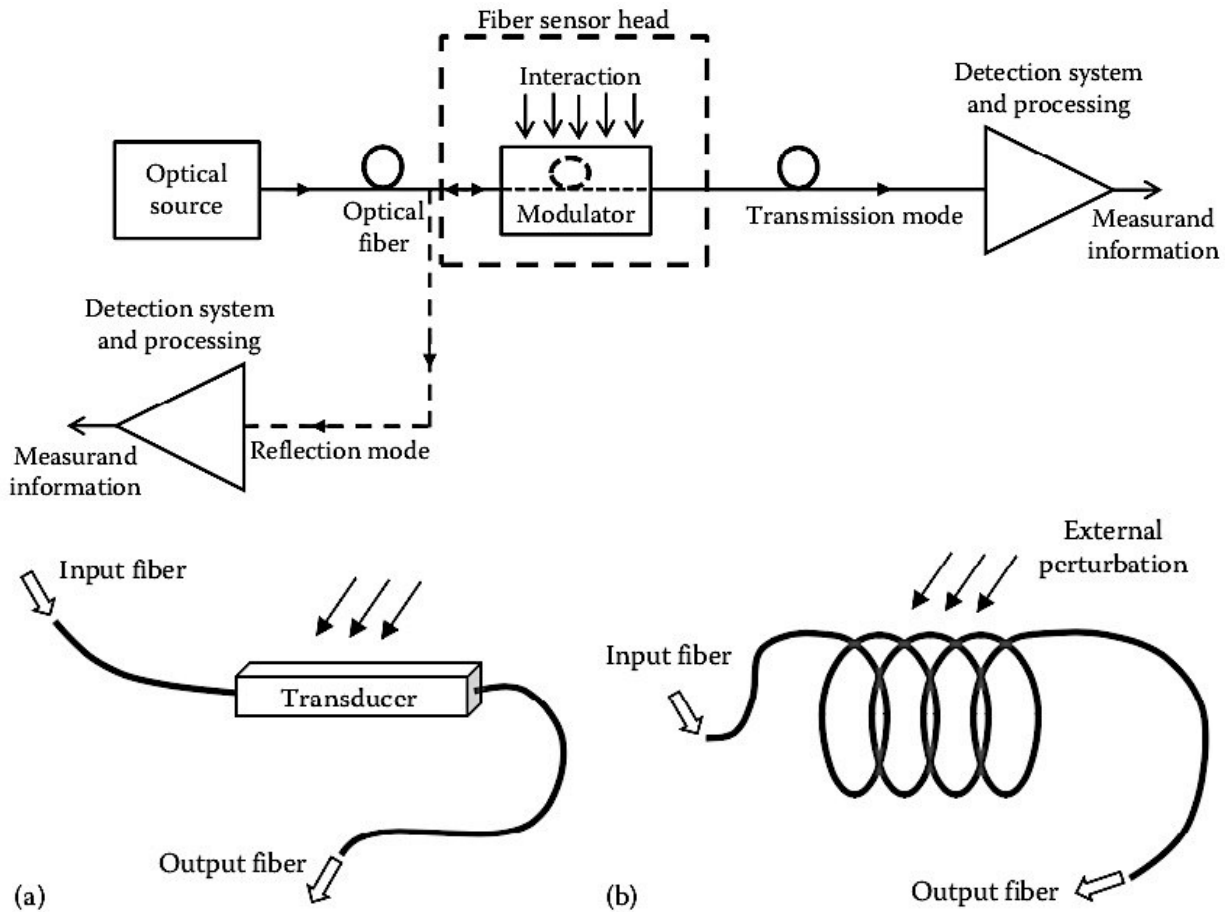 Fiber sensor head
Interaction
Detection system
and processing
Optical
source
Optical
fiber
Modulator
Transmission mode
Measurand
information
Detection system
and processing
Reflection mode
Measurand
information
Input fiber
Transducer
Output fiber
(a)
External
perturbation
Input fiber
Output fiber
(b)